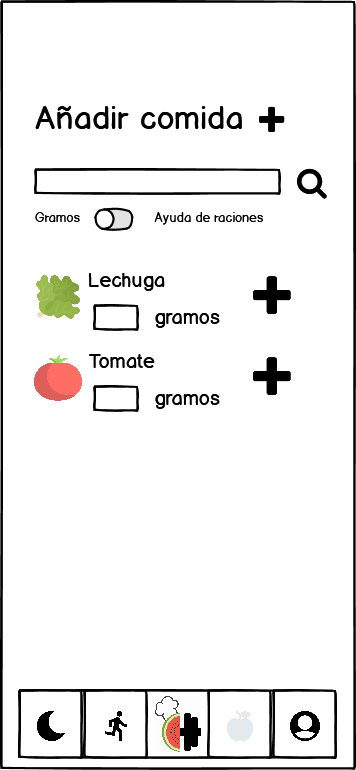 Añadir comida
Gramos Ayuda de raciones
Lechuga
gramos
Tomate
gramos